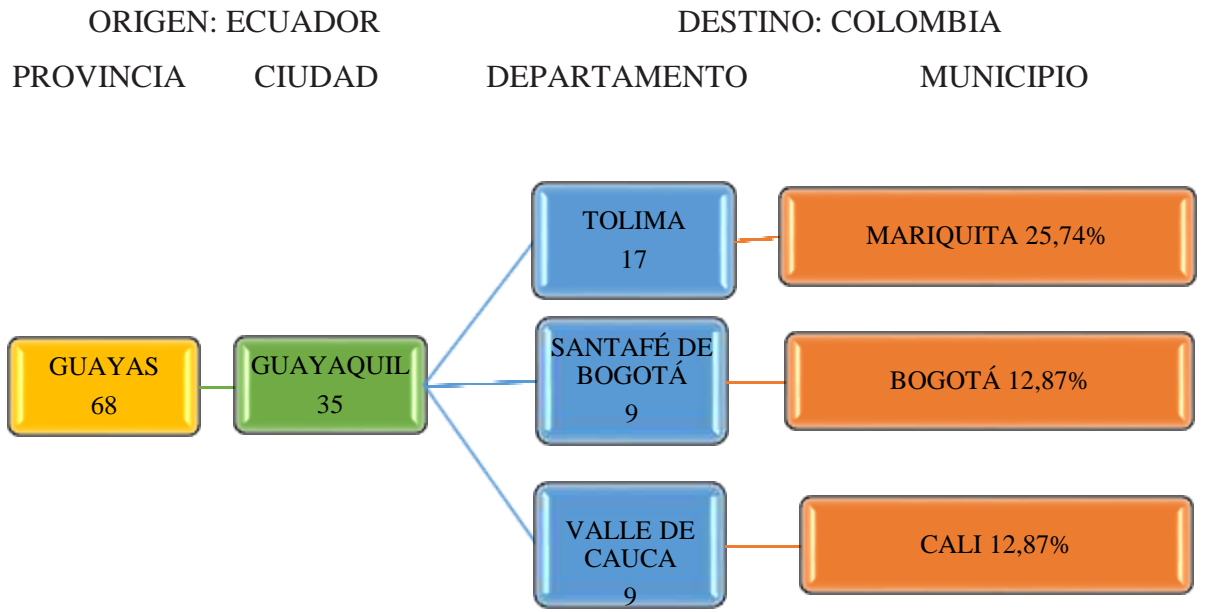 ORIGEN: ECUADOR
DESTINO: COLOMBIA
PROVINCIA
CIUDAD
DEPARTAMENTO
MUNICIPIO
GUAYAS
68
GUAYAQUIL
35
TOLIMA
17
MARIQUITA 25,74%
SANTAFÉ DE
BOGOTÁ
9
BOGOTÁ 12,87%
VALLE DE
CAUCA
9
CALI 12,87%